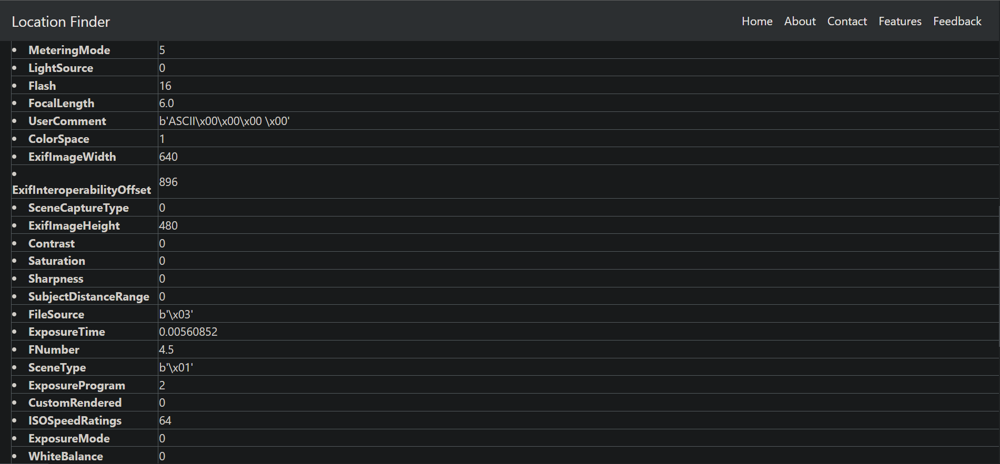 Location Finder Home About Contact Features Feedback
• MeteringMode 5
• LightSource 0
• Flash 16
• FocalLength 6.0
• UserComment b'ASCII\x00\x00\x00 \x00'
• ColorSpace 1
• ExifImageWidth 640
• ExifInteroperabilityOffset 896
• SceneCaptureType 0
• ExifImageHeight 480
• Contrast 0
• Saturation 0
• Sharpness 0
• SubjectDistanceRange 0
• FileSource b'\x03'
• ExposureTime 0.00560852
• FNumber 4.5
• SceneType b'\x01'
• ExposureProgram 2
• CustomRendered 0
• ISOSpeedRatings 64
• ExposureMode 0
• WhiteBalance 0